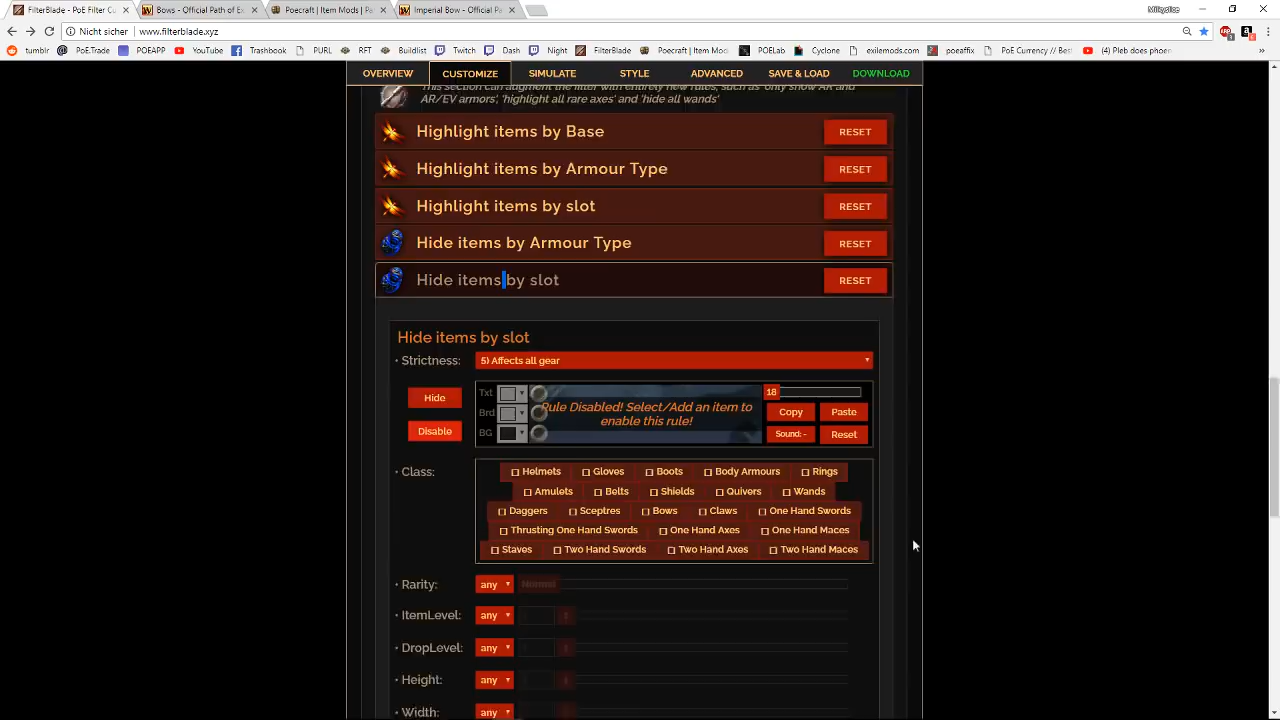 FilterBlade - PoE Filter Cu
Bows - Official Path of Ex
Poecraft | Item Mods | Pa
Imperial Bow - Official Pa
MilkyDice
Nicht sicher | www.filterblade.xyz
tumblr PoE.Trade POEAPP YouTube Trashbook PURL RFT Buildlist Twitch Twitch Night FilterBlade Poecraft | Item Mod POELab Cyclone exilemods.com poeaffix PoE Currency // Best (4) Pleb does phoen
OVERVIEW CUSTOMIZE SIMULATE STYLE ADVANCED SAVE & LOAD DOWNLOAD
This section can augment the filter with entirely new rules, such as 'only show AR and
AR/EV armors', 'highlight all rare axes' and 'hide all wands'
Highlight items by Base RESET
Highlight items by Armour Type RESET
Highlight items by slot RESET
Hide items by Armour Type RESET
Hide items by slot RESET
Hide items by slot
• Strictness: 5) Affects all gear
Hide
Disable
Txt
Brd
BG
Rule Disabled! Select/Add an item to
enable this rule!
18
Copy Paste
Sound: - Reset
• Class:
Helmets Gloves Boots Body Armours Rings
Amulets Belts Shields Quivers Wands
Daggers Sceptres Bows Claws One Hand Swords
Thrusting One Hand Swords One Hand Axes One Hand Maces
Staves Two Hand Swords Two Hand Axes Two Hand Maces
• Rarity: any Normal
• ItemLevel: any
• DropLevel: any
• Height: any
• Width: any